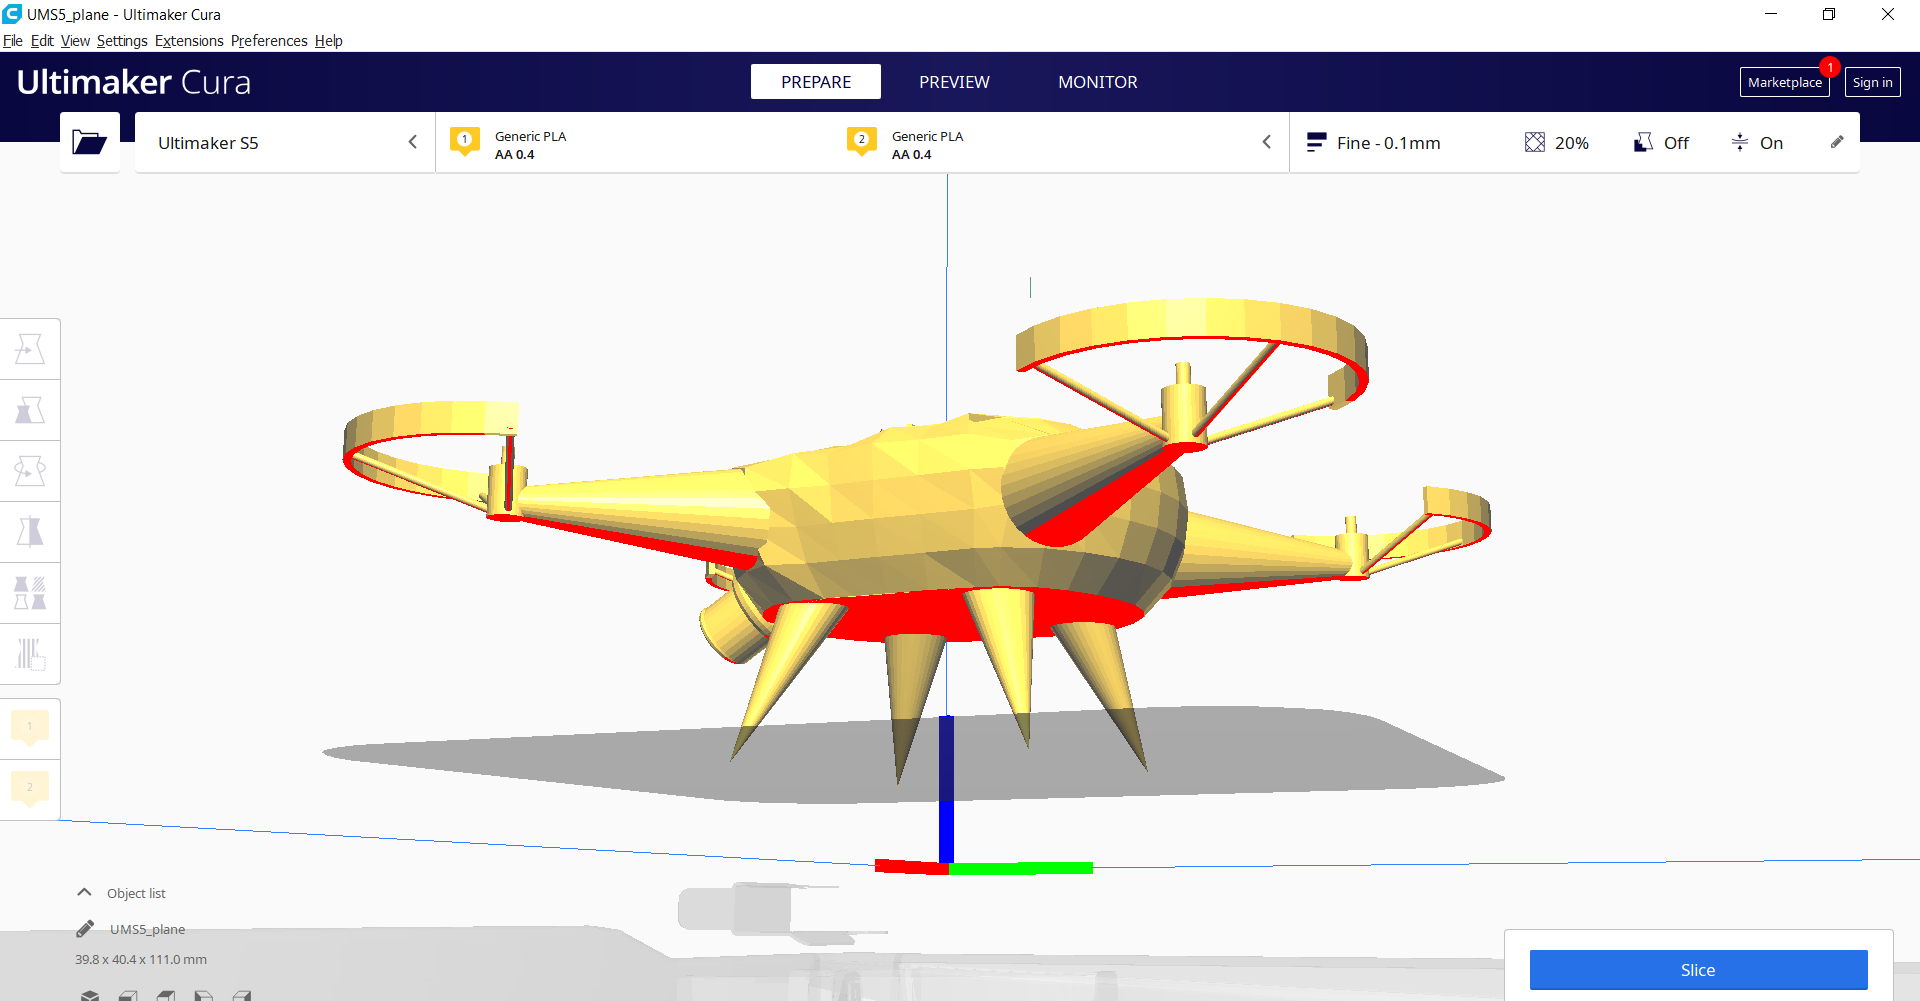 UMS5_plane - Ultimaker Cura
File Edit View Settings Extensions Preferences Help
Ultimaker Cura
PREPARE
PREVIEW
MONITOR
Marketplace
1
Sign in
Ultimaker S5
1
Generic PLA
AA 0.4
2
Generic PLA
AA 0.4
Fine - 0.1mm
20%
Off
On
1
2
Object list
UMS5_plane
39.8 x 40.4 x 111.0 mm
Slice